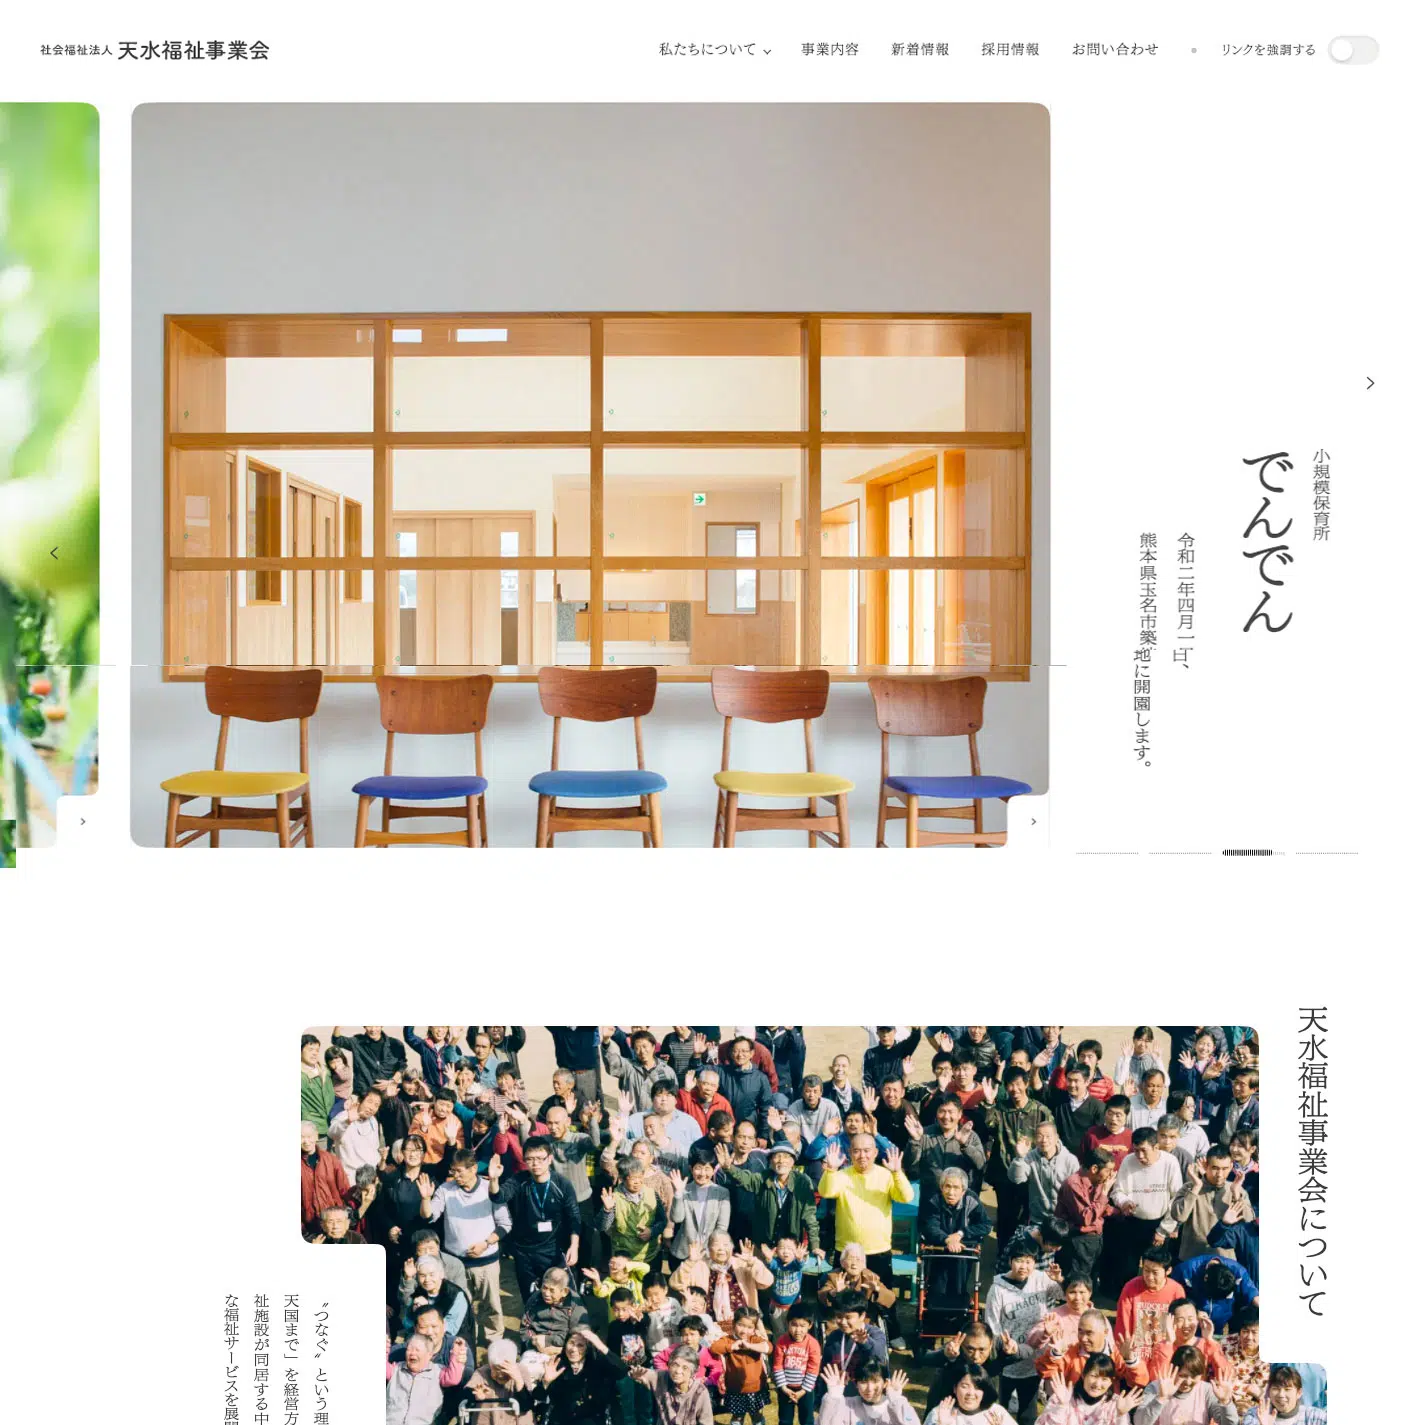 社会福祉法人 天水福祉事業会
私たちについて
事業内容
新着情報
採用情報
お問い合わせ
リンクを強調する
小規模保育所
でんでん
令和二年四月一日、
熊本県玉名市築地に開園します。
天水福祉事業会について
〝つなぐ〟という理
天国まで」を経営方
祉施設が同居する中
な福祉サービスを展開